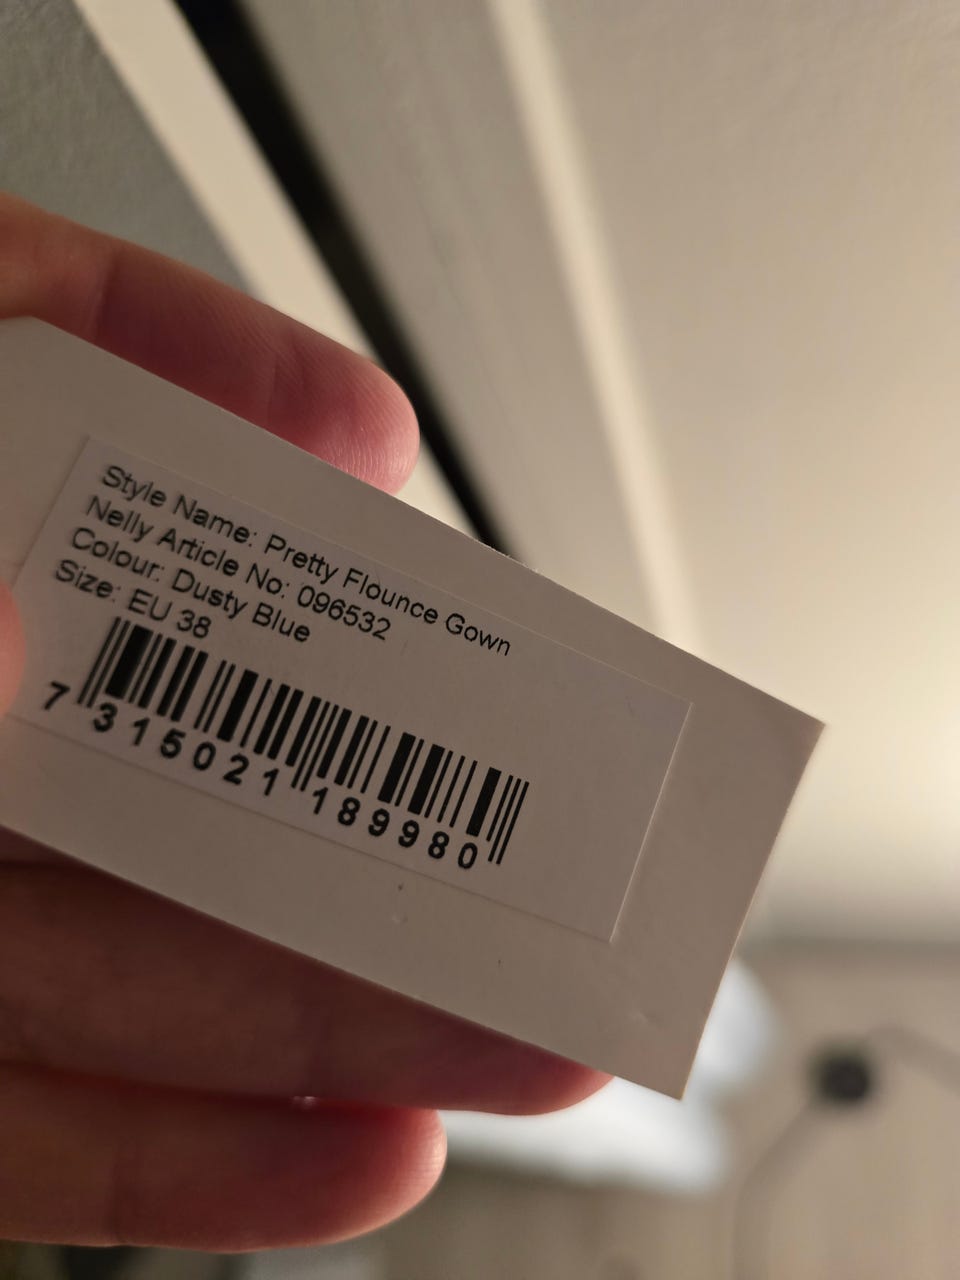 Style Name: Pretty Flounce Gown
Nelly Article No: 096532
Colour: Dusty Blue
Size: EU 38
7 315021 189980